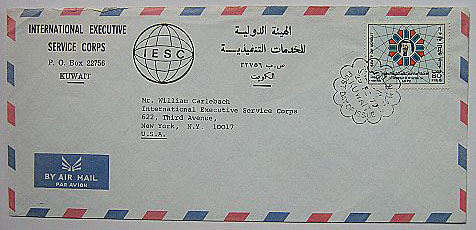 INTERNATIONAL EXECUTIVE
SERVICE CORPS
P. O. Box 22756
KUWAIT
IESC
الهيئة الدولية
للخدمات التنفيذية
ص.ب ٢٢٧٥٦
الكويت
Mr. William Carlebach
International Executive Service Corps
622, Third Avenue,
New York, N.Y. 10017
U.S.A.
BY AIR MAIL
PAR AVION